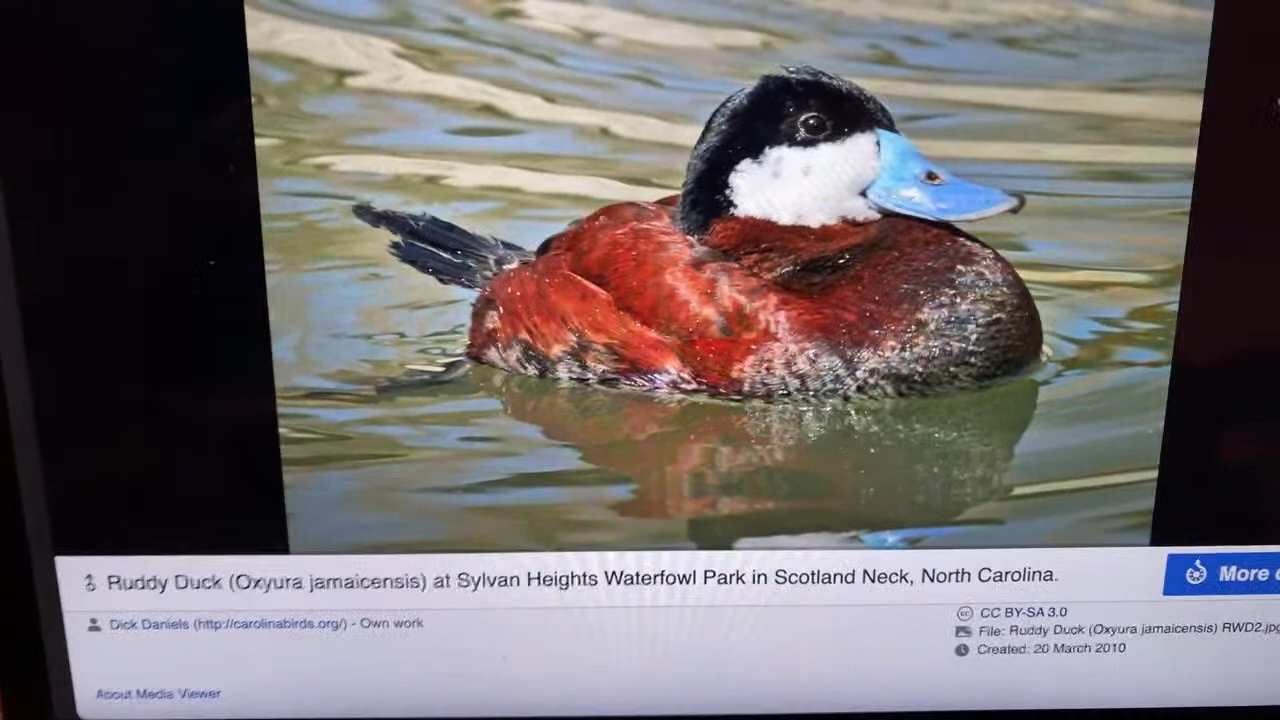 Ruddy Duck (Oxyura jamaicensis) at Sylvan Heights Waterfowl Park in Scotland Neck, North Carolina.
More
Dick Daniels (http://carolinabirds.org/) - Own work
CC BY-SA 3.0
File: Ruddy Duck (Oxyura jamaicensis) RWD2.jpg
Created: 20 March 2010
About Media Viewer